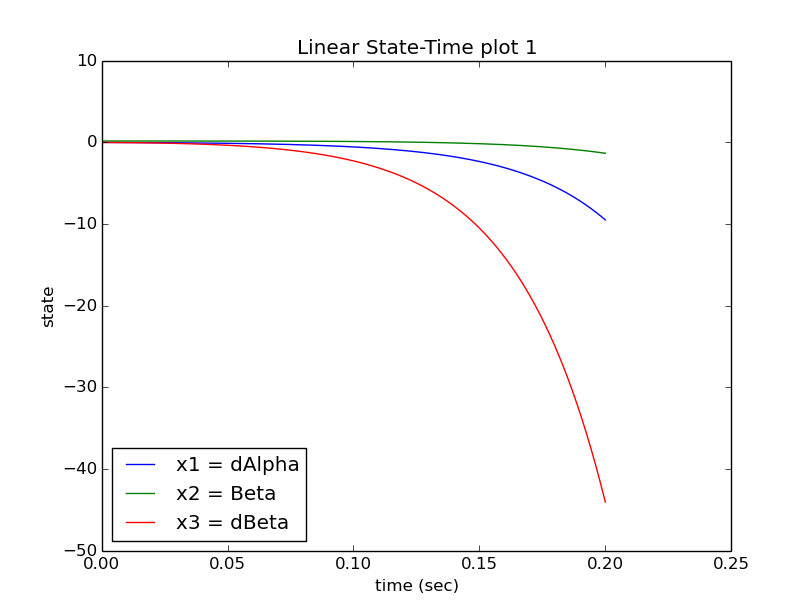 Linear State-Time plot 1
10
0
−10
−20
−30
−40
−50
state
x1 = dAlpha
x2 = Beta
x3 = dBeta
0.00 0.05 0.10 0.15 0.20 0.25
time (sec)